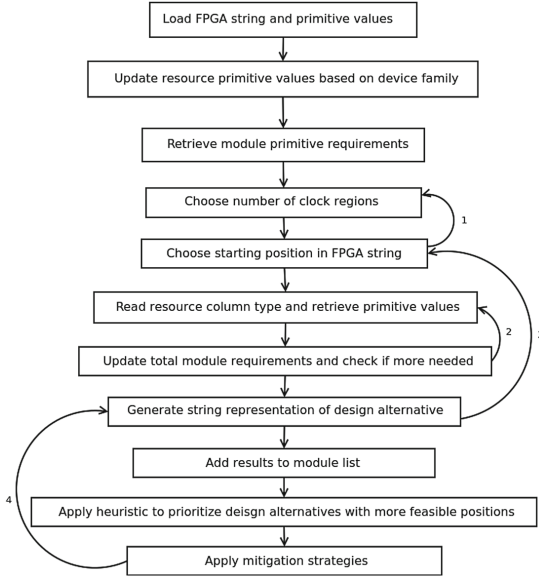 Load FPGA string and primitive values
Update resource primitive values based on device family
Retrieve module primitive requirements
Choose number of clock regions
1
Choose starting position in FPGA string
Read resource column type and retrieve primitive values
2
Update total module requirements and check if more needed
Generate string representation of design alternative
Add results to module list
4
Apply heuristic to prioritize deisgn alternatives with more feasible positions
Apply mitigation strategies